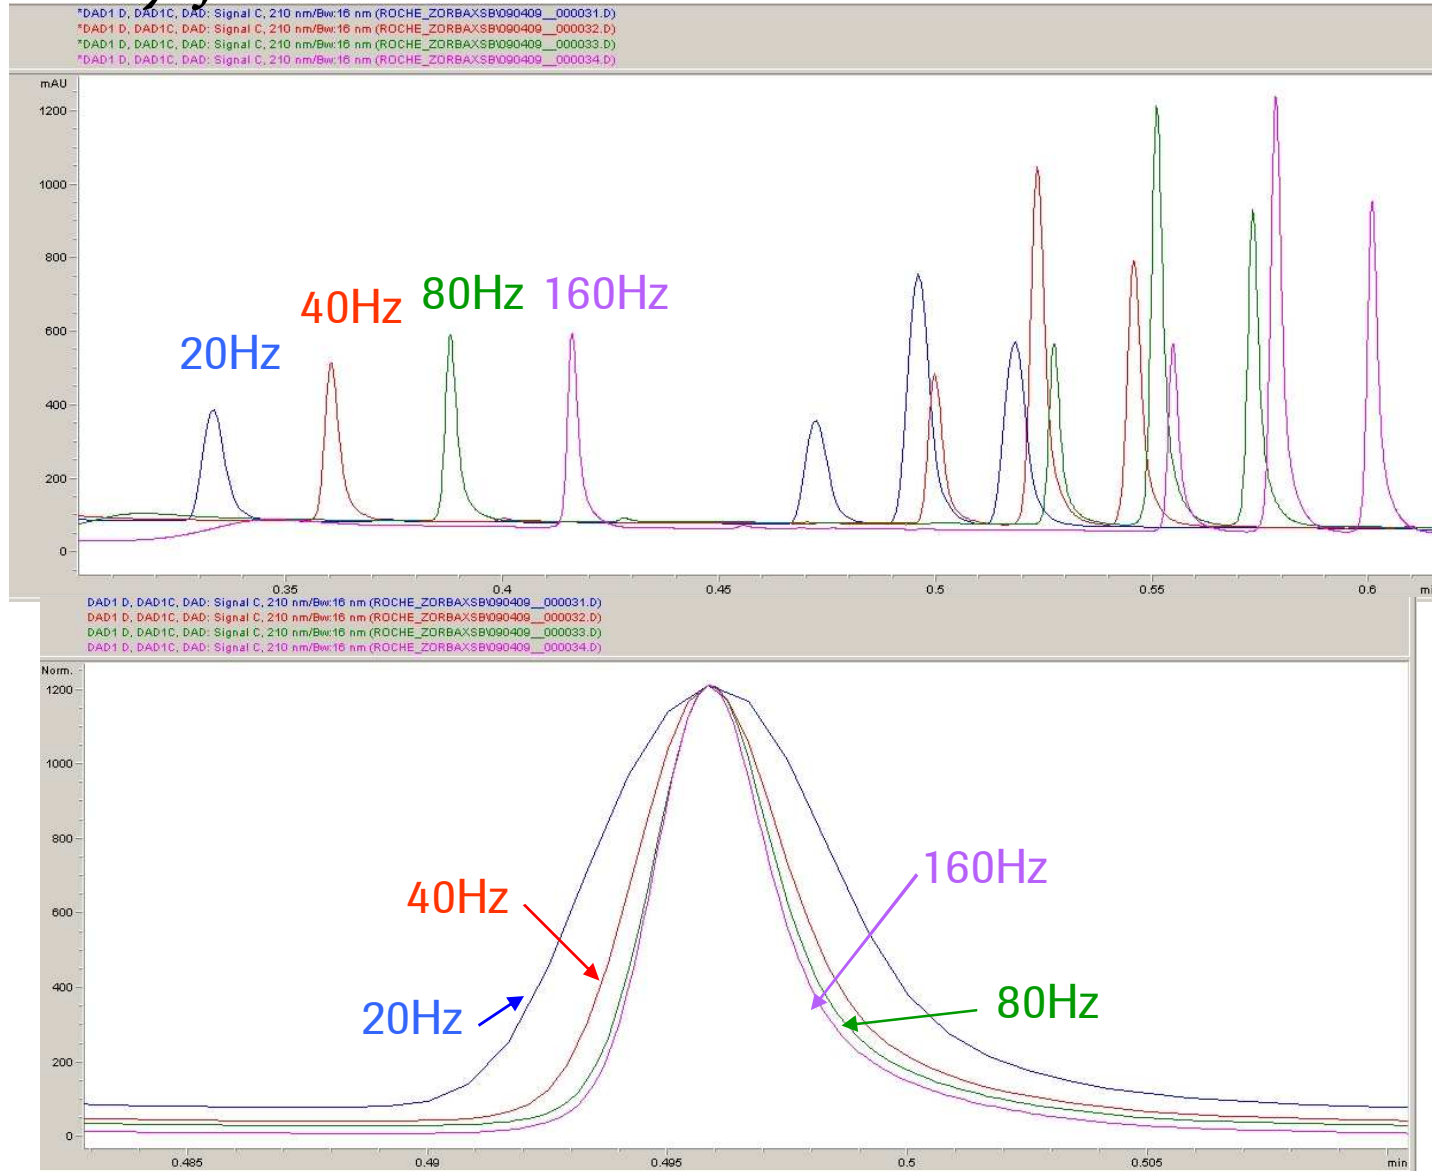 *DAD1 D, DAD1C, DAD: Signal C, 210 nm/Bw:16 nm (ROCHE_ZORBAXSB\090409__000031.D)
*DAD1 D, DAD1C, DAD: Signal C, 210 nm/Bw:16 nm (ROCHE_ZORBAXSB\090409__000032.D)
*DAD1 D, DAD1C, DAD: Signal C, 210 nm/Bw:16 nm (ROCHE_ZORBAXSB\090409__000033.D)
*DAD1 D, DAD1C, DAD: Signal C, 210 nm/Bw:16 nm (ROCHE_ZORBAXSB\090409__000034.D)
mAU
1200
1000
800
600
400
200
0
20Hz
40Hz
80Hz
160Hz
0.35
0.4
0.45
0.5
0.55
0.6
DAD1 D, DAD1C, DAD: Signal C, 210 nm/Bw:16 nm (ROCHE_ZORBAXSB\090409__000031.D)
DAD1 D, DAD1C, DAD: Signal C, 210 nm/Bw:16 nm (ROCHE_ZORBAXSB\090409__000032.D)
DAD1 D, DAD1C, DAD: Signal C, 210 nm/Bw:16 nm (ROCHE_ZORBAXSB\090409__000033.D)
DAD1 D, DAD1C, DAD: Signal C, 210 nm/Bw:16 nm (ROCHE_ZORBAXSB\090409__000034.D)
Norm.
1200
1000
800
600
400
200
0
160Hz
40Hz
80Hz
20Hz
0.485
0.49
0.495
0.5
0.505
min